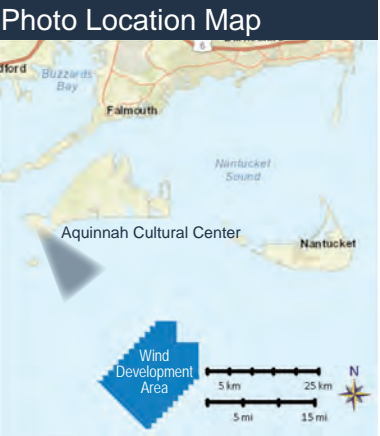 Photo Location Map
6
dford
Buzzards
Bay
Falmouth
Nantucket
Sound
Aquinnah Cultural Center
Nantucket
Wind
Development
Area
N
5 km 25 km
5 mi 15 mi